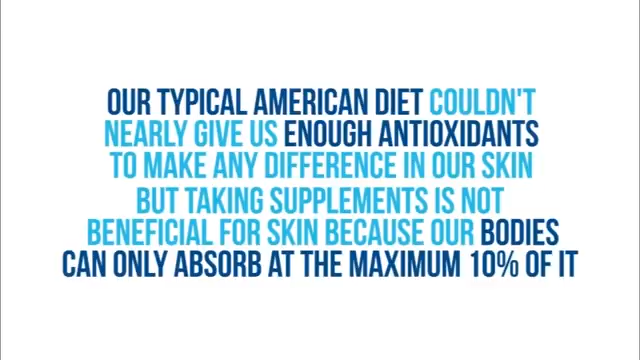 OUR TYPICAL AMERICAN DIET COULDN'T
NEARLY GIVE US ENOUGH ANTIOXIDANTS
TO MAKE ANY DIFFERENCE IN OUR SKIN
BUT TAKING SUPPLEMENTS IS NOT
BENEFICIAL FOR SKIN BECAUSE OUR BODIES
CAN ONLY ABSORB AT THE MAXIMUM 10% OF IT